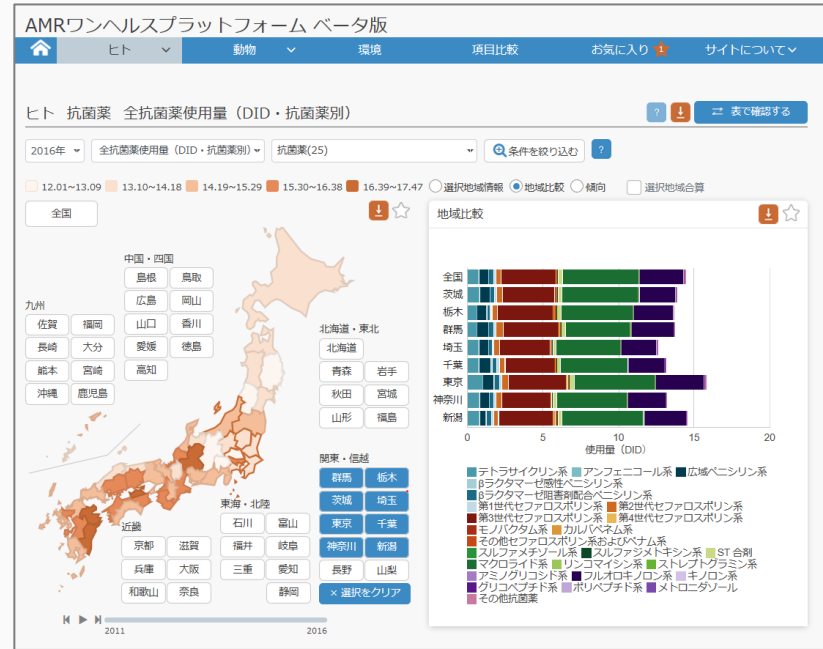 AMRワンヘルスプラットフォーム ベータ版
ヒト 動物 環境 項目比較 お気に入り 1 サイトについて
ヒト 抗菌薬 全抗菌薬使用量（DID・抗菌薬別）
? 表で確認する
2016年 全抗菌薬使用量（DID・抗菌薬別） 抗菌薬(25) 条件を絞り込む ?
12.01~13.09 13.10~14.18 14.19~15.29 15.30~16.38 16.39~17.47 選択地域情報 地域比較 傾向 選択地域合算
全国
中国・四国
島根 鳥取
広島 岡山
山口 香川
愛媛 徳島
高知
九州
佐賀 福岡
長崎 大分
熊本 宮崎
沖縄 鹿児島
北海道・東北
北海道
青森 岩手
秋田 宮城
山形 福島
関東・信越
群馬 栃木
茨城 埼玉
東京 千葉
神奈川 新潟
長野 山梨
× 選択をクリア
東海・北陸
石川 富山
福井 岐阜
三重 愛知
静岡
近畿
京都 滋賀
兵庫 大阪
和歌山 奈良
2011 2016
地域比較
全国
茨城
栃木
群馬
埼玉
千葉
東京
神奈川
新潟
0 5 10 15 20
使用量（DID）
テトラサイクリン系 アンフェニコール系 広域ペニシリン系
βラクタマーゼ感性ペニシリン系
βラクタマーゼ阻害剤配合ペニシリン系
第1世代セファロスポリン系 第2世代セファロスポリン系
第3世代セファロスポリン系 第4世代セファロスポリン系
モノバクタム系 カルバペネム系
その他セファロスポリン系およびペナム系
スルファメチゾール系 スルファジメトキシン系 ST 合剤
マクロライド系 リンコマイシン系 ストレプトグラミン系
アミノグリコシド系 フルオロキノロン系 キノロン系
グリコペプチド系 ポリペプチド系 メトロニダゾール
その他抗菌薬